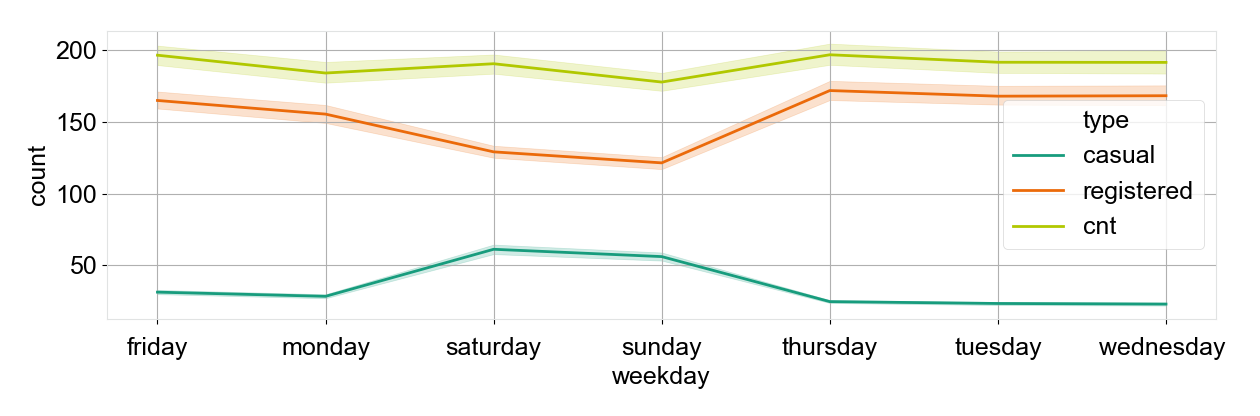 200
150
100
50
count
type
casual
registered
cnt
friday monday saturday sunday thursday tuesday wednesday
weekday